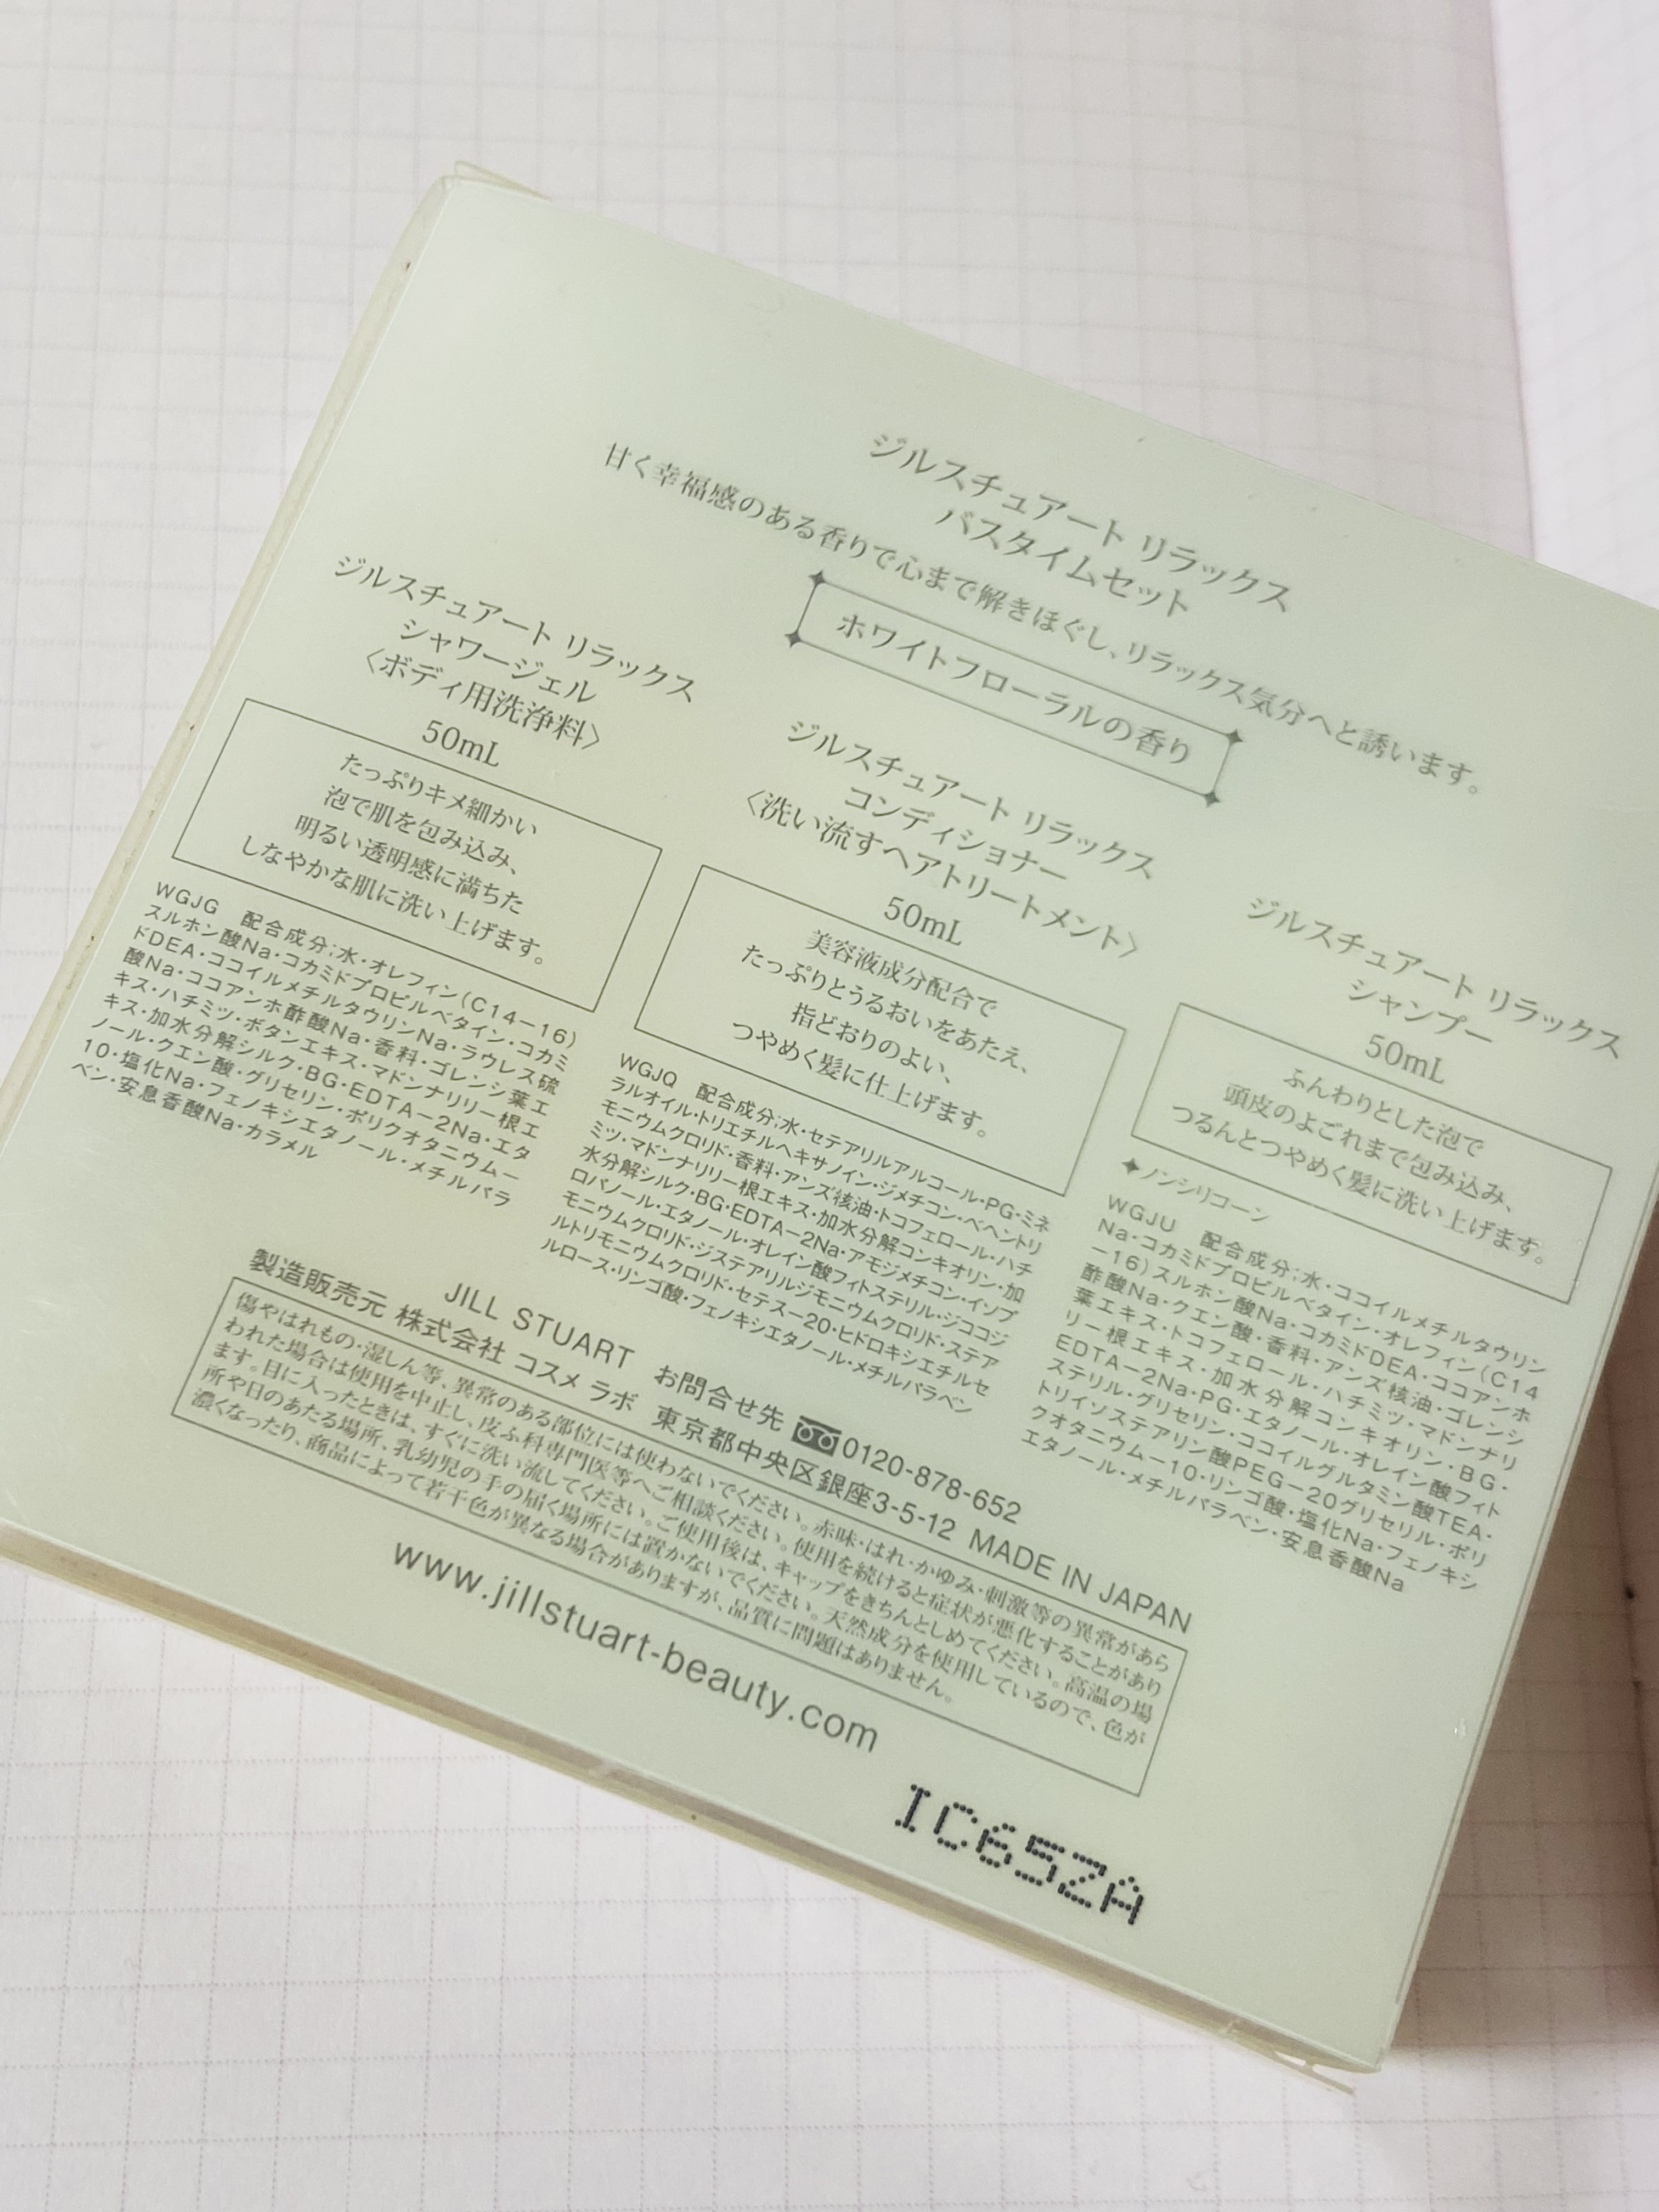 ジルスチュアート リラックス
バスタイムセット
甘く幸福感のある香りで心まで解きほぐし、リラックス気分へと誘います。
ホワイトフローラルの香り
ジルスチュアート リラックス
シャワージェル
〈ボディ用洗浄料〉
50mL
たっぷりキメ細かい
泡で肌を包み込み、
明るい透明感に満ちた
しなやかな肌に洗い上げます。
WGJG 配合成分;水・オレフィン(C14−16)
スルホン酸Na・コカミドプロピルベタイン・コカミ
ドDEA・ココイルメチルタウリンNa・ラウレス硫
酸Na・ココアンホ酢酸Na・香料・ゴレンシ葉エ
キス・ハチミツ・ボタンエキス・マドンナリリー根エ
キス・加水分解シルク・BG・EDTA−2Na・エタ
ノール・クエン酸・グリセリン・ポリクオタニウム−
10・塩化Na・フェノキシエタノール・メチルパラ
ベン・安息香酸Na・カラメル
ジルスチュアート リラックス
コンディショナー
〈洗い流すヘアトリートメント〉
50mL
美容液成分配合で
たっぷりとうるおいをあたえ、
指どおりのよい、
つやめく髪に仕上げます。
WGJQ 配合成分;水・セテアリルアルコール・PG・ミネ
ラルオイル・トリエチルヘキサノイン・ジメチコン・ベヘントリ
モニウムクロリド・香料・アンズ核油・トコフェロール・ハチ
ミツ・マドンナリリー根エキス・加水分解コンキオリン・加
水分解シルク・BG・EDTA−2Na・アモジメチコン・イソプ
ロパノール・エタノール・オレイン酸フィトステリル・ジココジ
モニウムクロリド・ジステアリルジモニウムクロリド・ステア
ルトリモニウムクロリド・セテス−20・ヒドロキシエチルセ
ルロース・リンゴ酸・フェノキシエタノール・メチルパラベン
ジルスチュアート リラックス
シャンプー
50mL
ふんわりとした泡で
頭皮のよごれまで包み込み、
つるんとつやめく髪に洗い上げます。
✦ノンシリコーン
WGJU 配合成分;水・ココイルメチルタウリン
Na・コカミドプロピルベタイン・オレフィン(C14
−16)スルホン酸Na・コカミドDEA・ココアンホ
酢酸Na・クエン酸・香料・アンズ核油・ゴレンシ
葉エキス・トコフェロール・ハチミツ・マドンナリ
リー根エキス・加水分解コンキオリン・BG・
EDTA−2Na・PG・エタノール・オレイン酸フィト
ステリル・グリセリン・ココイルグルタミン酸TEA・
トリイソステアリン酸PEG−20グリセリル・ポリ
クオタニウム−10・リンゴ酸・塩化Na・フェノキシ
エタノール・メチルパラベン・安息香酸Na
JILL STUART お問合せ先 0120-878-652
製造販売元 株式会社 コスメ ラボ 東京都中央区銀座3-5-12 MADE IN JAPAN
傷やはれもの・湿しん等、異常のある部位には使わないでください。赤味・はれ・かゆみ・刺激等の異常があら
われた場合は使用を中止し、皮ふ科専門医等へご相談ください。使用を続けると症状が悪化することがあり
ます。目に入ったときは、すぐに洗い流してください。ご使用後は、キャップをきちんとしめてください。高温の場
所や日のあたる場所、乳幼児の手の届く場所には置かないでください。天然成分を使用しているので、色が
濃くなったり、商品によって若干色が異なる場合がありますが、品質に問題はありません。
www.jillstuart-beauty.com
IC65ZA